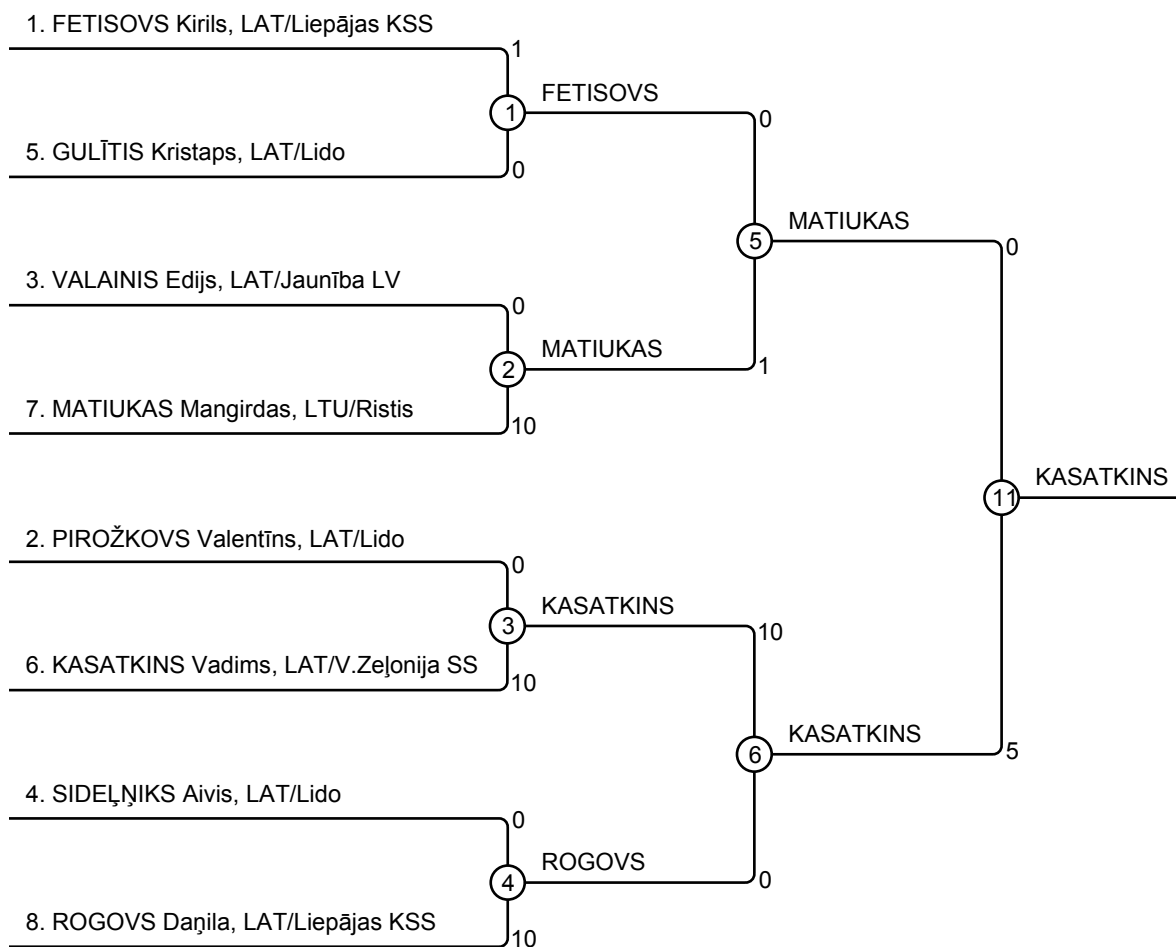 1. FETISOVS Kirils, LAT/Liepājas KSS
1
FETISOVS
1
0
5. GULĪTIS Kristaps, LAT/Lido
0
MATIUKAS
5
0
3. VALAINIS Edijs, LAT/Jaunība LV
0
MATIUKAS
2
1
7. MATIUKAS Mangirdas, LTU/Ristis
10
KASATKINS
11
2. PIROŽKOVS Valentīns, LAT/Lido
0
KASATKINS
3
10
6. KASATKINS Vadims, LAT/V.Zeļonija SS
10
KASATKINS
6
5
4. SIDEĻŅIKS Aivis, LAT/Lido
0
ROGOVS
4
0
8. ROGOVS Daņila, LAT/Liepājas KSS
10